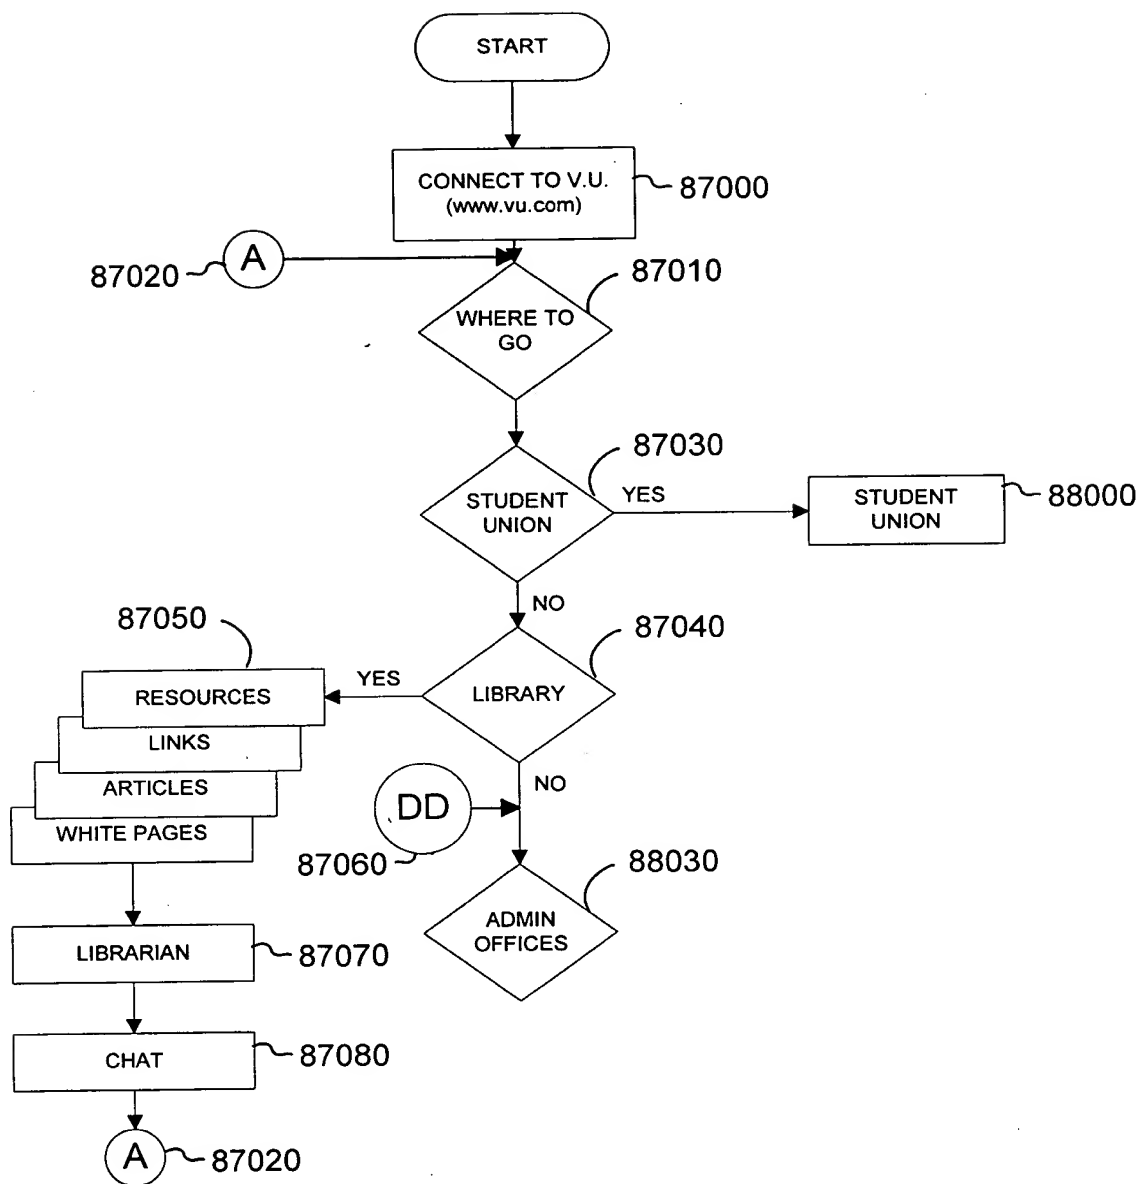 START
CONNECT TO V.U.
(www.vu.com)
87000
A
87020
87010
WHERE TO
GO
87030
STUDENT
UNION
YES
STUDENT
UNION
88000
NO
87050
87040
RESOURCES
YES
LIBRARY
LINKS
ARTICLES
WHITE PAGES
NO
DD
87060
88030
ADMIN
OFFICES
LIBRARIAN
87070
CHAT
87080
A
87020